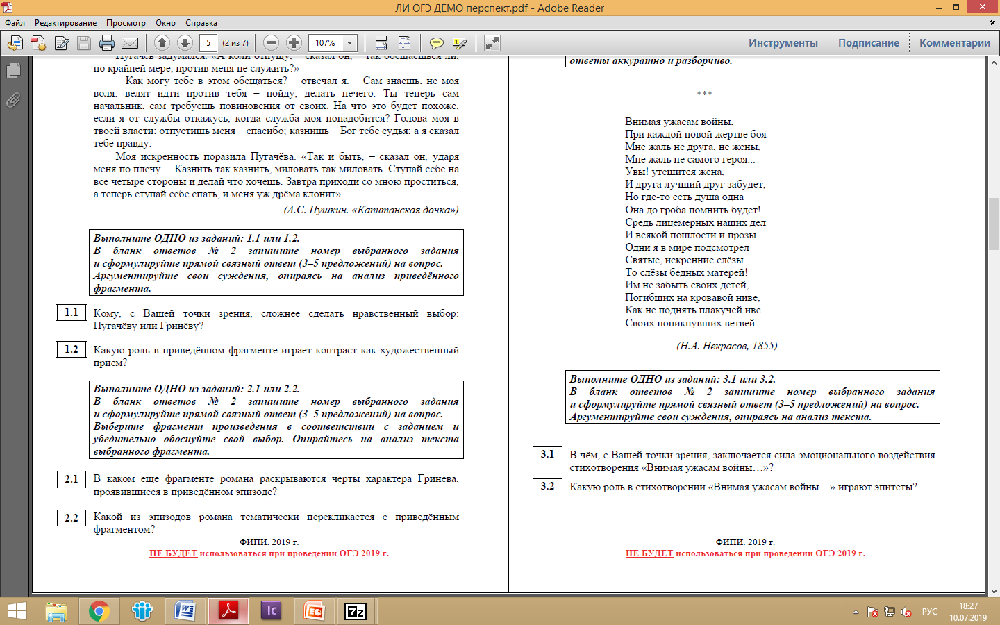 ЛИ ОГЭ ДЕМО перспект.pdf - Adobe Reader
Файл Редактирование Просмотр Окно Справка
5 (2 из 7) 107% Инструменты Подписание Комментарии
Пугачёв задумался. «А коли отпущу, – сказал он, – так обещаешься ли,
по крайней мере, против меня не служить?»
– Как могу тебе в этом обещаться? – отвечал я. – Сам знаешь, не моя
воля: велят идти против тебя – пойду, делать нечего. Ты теперь сам
начальник, сам требуешь повиновения от своих. На что это будет похоже,
если я от службы откажусь, когда служба моя понадобится? Голова моя в
твоей власти: отпустишь меня – спасибо; казнишь – Бог тебе судья; а я сказал
тебе правду.
Моя искренность поразила Пугачёва. «Так и быть, – сказал он, ударя
меня по плечу. – Казнить так казнить, миловать так миловать. Ступай себе на
все четыре стороны и делай что хочешь. Завтра приходи со мною проститься,
а теперь ступай себе спать, и меня уж дрёма клонит».
(А.С. Пушкин. «Капитанская дочка»)
Выполните ОДНО из заданий: 1.1 или 1.2.
В бланк ответов № 2 запишите номер выбранного задания
и сформулируйте прямой связный ответ (3–5 предложений) на вопрос.
Аргументируйте свои суждения, опираясь на анализ приведённого
фрагмента.
1.1 Кому, с Вашей точки зрения, сложнее сделать нравственный выбор:
Пугачёву или Гринёву?
1.2 Какую роль в приведённом фрагменте играет контраст как художественный
приём?
Выполните ОДНО из заданий: 2.1 или 2.2.
В бланк ответов № 2 запишите номер выбранного задания
и сформулируйте прямой связный ответ (3–5 предложений) на вопрос.
Выберите фрагмент произведения в соответствии с заданием и
убедительно обоснуйте свой выбор. Опирайтесь на анализ текста
выбранного фрагмента.
2.1 В каком ещё фрагменте романа раскрываются черты характера Гринёва,
проявившиеся в приведённом эпизоде?
2.2 Какой из эпизодов романа тематически перекликается с приведённым
фрагментом?
ФИПИ. 2019 г.
НЕ БУДЕТ использоваться при проведении ОГЭ 2019 г.
ответы аккуратно и разборчиво.
***
Внимая ужасам войны,
При каждой новой жертве боя
Мне жаль не друга, не жены,
Мне жаль не самого героя...
Увы! утешится жена,
И друга лучший друг забудет;
Но где-то есть душа одна –
Она до гроба помнить будет!
Средь лицемерных наших дел
И всякой пошлости и прозы
Одни я в мире подсмотрел
Святые, искренние слёзы –
То слёзы бедных матерей!
Им не забыть своих детей,
Погибших на кровавой ниве,
Как не поднять плакучей иве
Своих поникнувших ветвей...
(Н.А. Некрасов, 1855)
Выполните ОДНО из заданий: 3.1 или 3.2.
В бланк ответов № 2 запишите номер выбранного задания
и сформулируйте прямой связный ответ (3–5 предложений) на вопрос.
Аргументируйте свои суждения, опираясь на анализ текста.
3.1 В чём, с Вашей точки зрения, заключается сила эмоционального воздействия
стихотворения «Внимая ужасам войны…»?
3.2 Какую роль в стихотворении «Внимая ужасам войны…» играют эпитеты?
ФИПИ. 2019 г.
НЕ БУДЕТ использоваться при проведении ОГЭ 2019 г.
Ic 7z РУС 18:27
10.07.2019